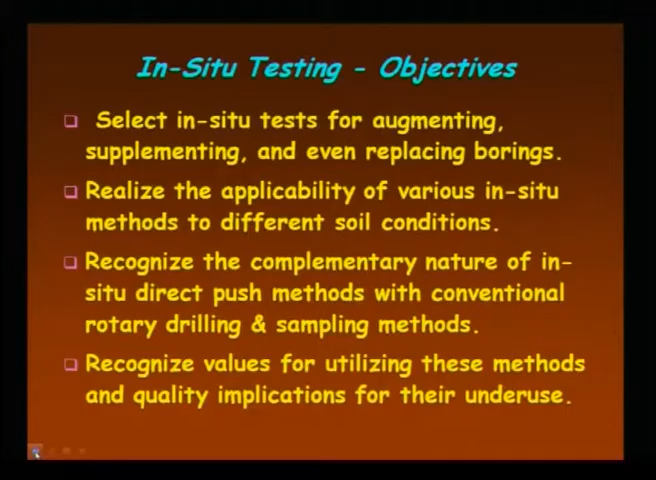 In-Situ Testing - Objectives
Select in-situ tests for augmenting,
supplementing, and even replacing borings.
Realize the applicability of various in-situ
methods to different soil conditions.
Recognize the complementary nature of in-
situ direct push methods with conventional
rotary drilling & sampling methods.
Recognize values for utilizing these methods
and quality implications for their underuse.